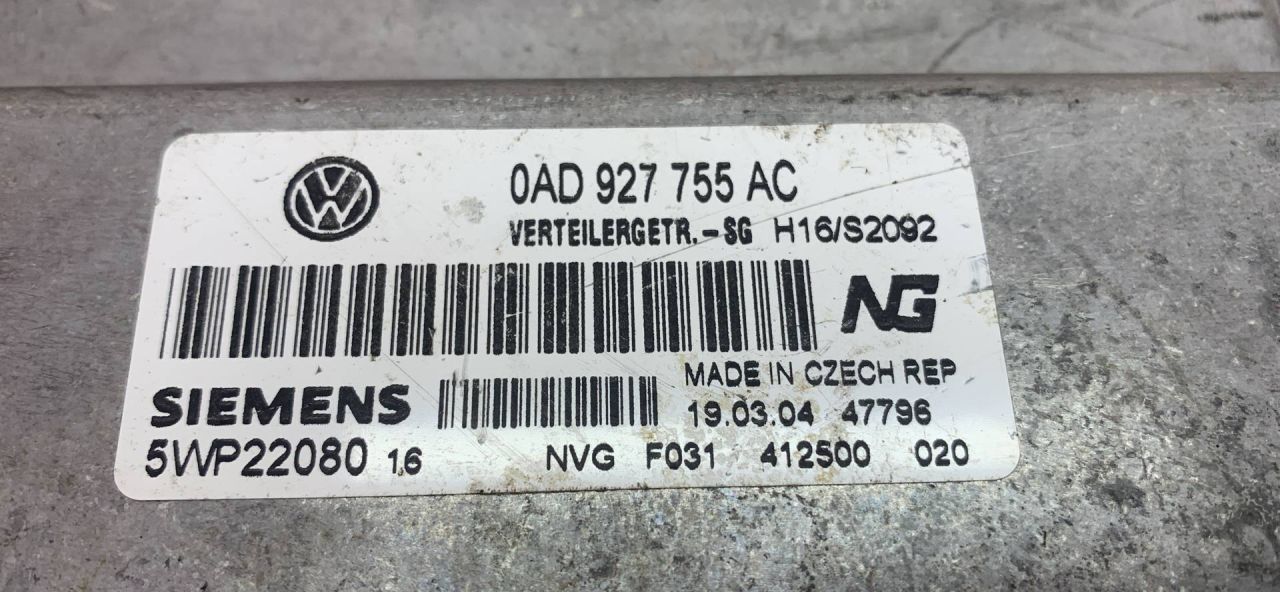 0AD 927 755 AC
VERTEILERGETR.-SG H16/S2092
NG
MADE IN CZECH REP
SIEMENS
19.03.04 47796
5WP22080 16 NVG F031 412500 020